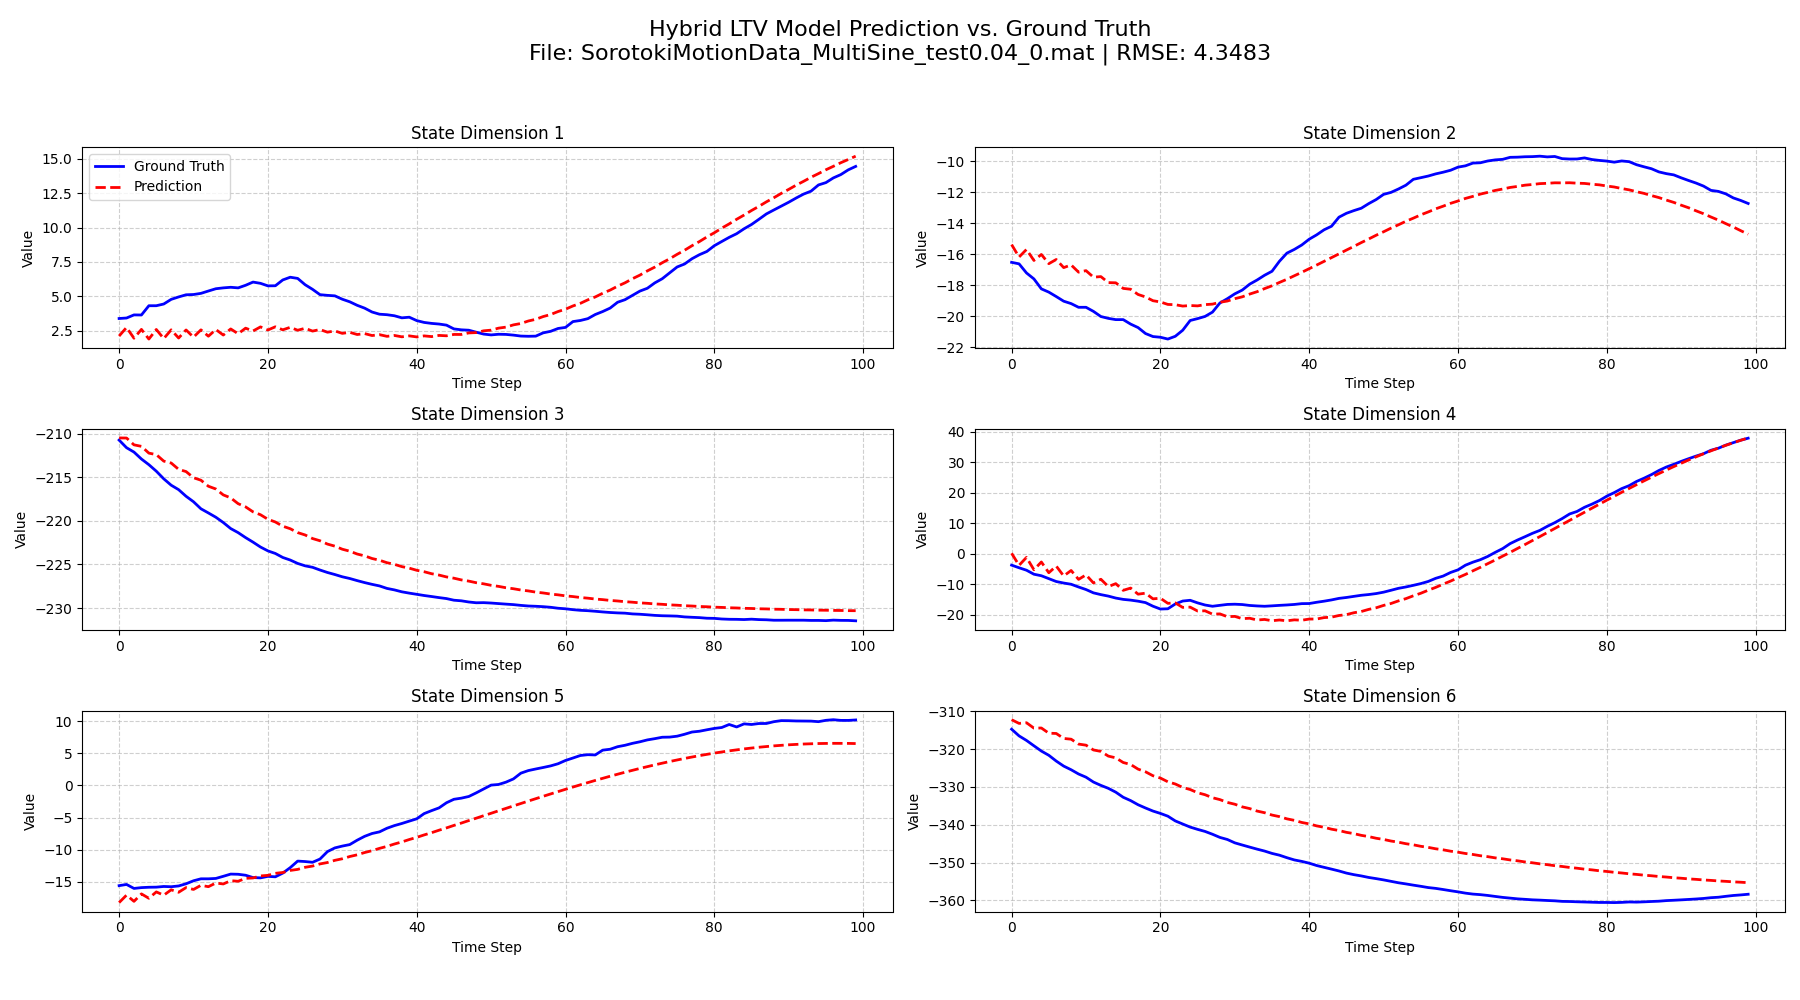 Hybrid LTV Model Prediction vs. Ground Truth
File: SorotokiMotionData_MultiSine_test0.04_0.mat | RMSE: 4.3483
State Dimension 1
Value
15.0
12.5
10.0
7.5
5.0
2.5
Ground Truth
Prediction
0 20 40 60 80 100
Time Step
State Dimension 2
Value
−10
−12
−14
−16
−18
−20
−22
0 20 40 60 80 100
Time Step
State Dimension 3
Value
−210
−215
−220
−225
−230
0 20 40 60 80 100
Time Step
State Dimension 4
Value
40
30
20
10
0
−10
−20
0 20 40 60 80 100
Time Step
State Dimension 5
Value
10
5
0
−5
−10
−15
0 20 40 60 80 100
Time Step
State Dimension 6
Value
−310
−320
−330
−340
−350
−360
0 20 40 60 80 100
Time Step